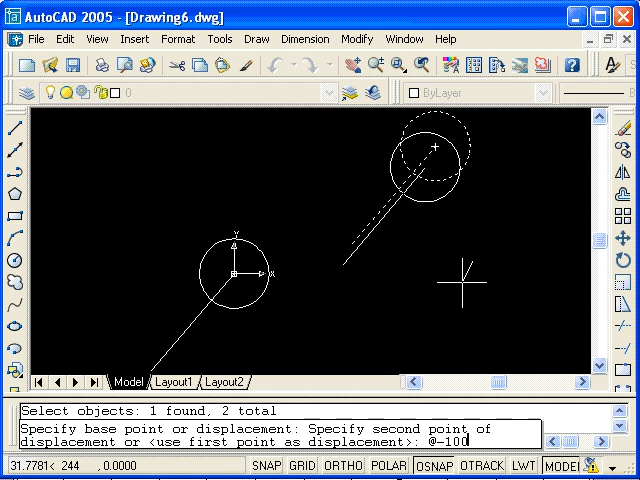 AutoCAD 2005 - [Drawing6.dwg]
File Edit View Insert Format Tools Draw Dimension Modify Window Help
0 ByLayer
Y
X
Model Layout1 Layout2
Select objects: 1 found, 2 total
Specify base point or displacement: Specify second point of
displacement or <use first point as displacement>: @-100
31.7781< 244 ,0.0000 SNAP GRID ORTHO POLAR OSNAP OTRACK LWT MODEL